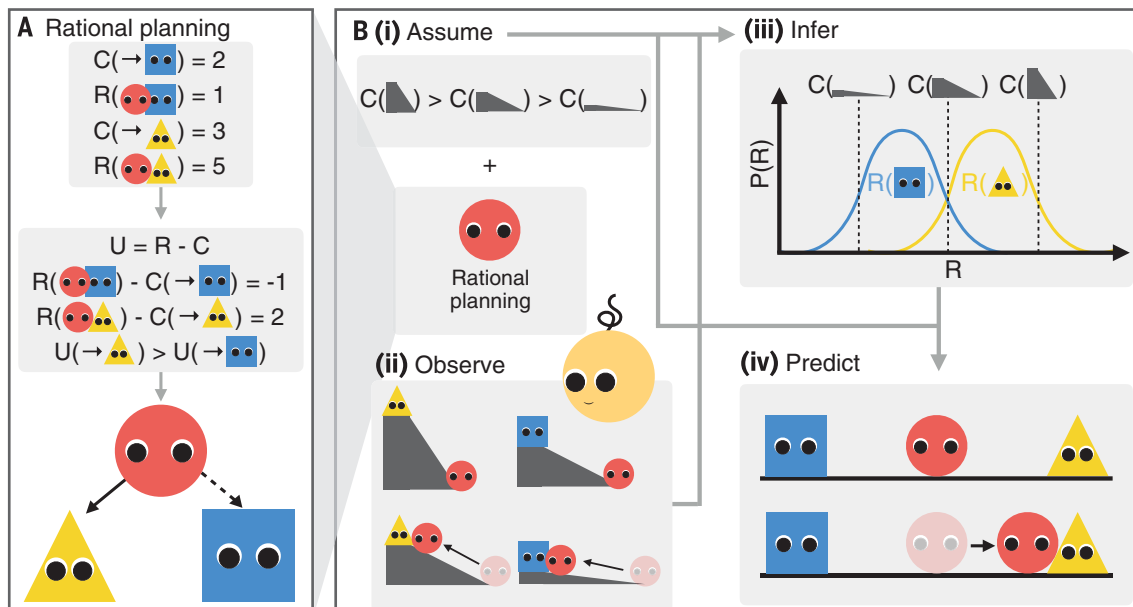 A Rational planning
C(→ ) = 2
R( ) = 1
C(→ ) = 3
R( ) = 5
U = R - C
R( ) - C(→ ) = -1
R( ) - C(→ ) = 2
U(→ ) > U(→ )
B (i) Assume
C( ) > C( ) > C( )
+
Rational
planning
(ii) Observe
(iii) Infer
C( ) C( ) C( )
P(R)
R( ) R( )
R
(iv) Predict